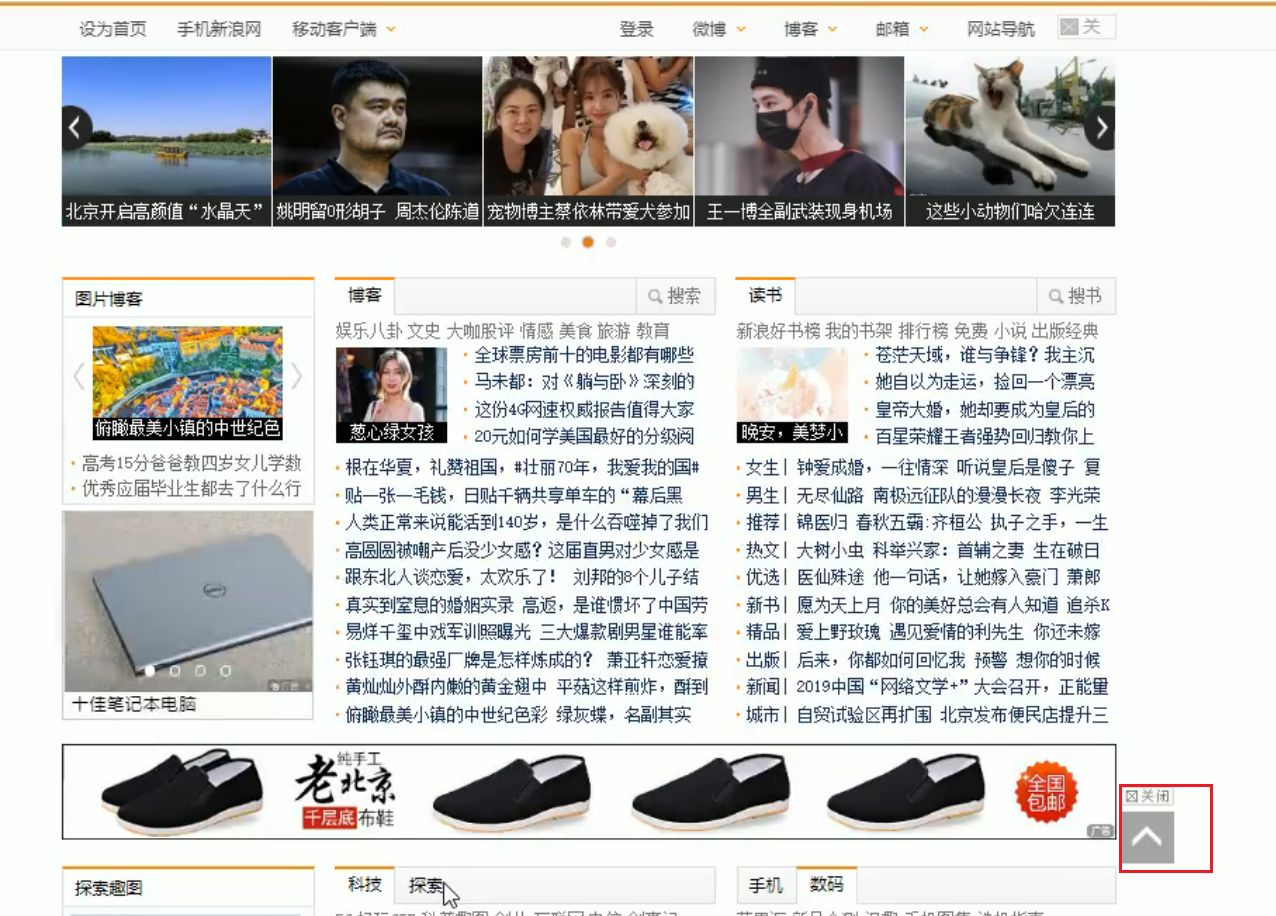 设为首页 手机新浪网 移动客户端 登录 微博 博客 邮箱 网站导航 关
北京开启高颜值“水晶天” 姚明留0形胡子 周杰伦陈道 宠物博主蔡依林带爱犬参加 王一博全副武装现身机场 这些小动物们哈欠连连
图片博客
俯瞰最美小镇的中世纪色
高考15分爸爸教四岁女儿学数
优秀应届毕业生都去了什么行
广告
十佳笔记本电脑
博客 搜索
娱乐八卦 文史 大咖股评 情感 美食 旅游 教育
葱心绿女孩
全球票房前十的电影都有哪些
马未都：对《躺与卧》深刻的
这份4G网速权威报告值得大家
20元如何学美国最好的分级阅
根在华夏，礼赞祖国，#壮丽70年，我爱我的国#
贴一张一毛钱，日贴千辆共享单车的“幕后黑
人类正常来说能活到140岁，是什么吞噬掉了我们
高圆圆被嘲产后没少女感？这届直男对少女感是
跟东北人谈恋爱，太欢乐了！ 刘邦的8个儿子结
真实到窒息的婚姻实录 高返，是谁惯坏了中国劳
易烊千玺中戏军训照曝光 三大爆款剧男星谁能率
张钰琪的最强厂牌是怎样炼成的？ 萧亚轩恋爱撩
黄灿灿外酥内嫩的黄金翅中 平菇这样煎炸，酥到
俯瞰最美小镇的中世纪色彩 绿灰蝶，名副其实
读书 搜书
新浪好书榜 我的书架 排行榜 免费 小说 出版经典
晚安，美梦小
苍茫天域，谁与争锋？我主沉
她自以为走运，捡回一个漂亮
皇帝大婚，她却要成为皇后的
百星荣耀王者强势回归教你上
女生| 钟爱成婚，一往情深 听说皇后是傻子 夏
男生| 无尽仙路 南极远征队的漫漫长夜 李光荣
推荐| 锦医归 春秋五霸:齐桓公 执子之手，一生
热文| 大树小虫 科举兴家：首辅之妻 生在破日
优选| 医仙殊途 他一句话，让她嫁入豪门 萧郎
新书| 愿为天上月 你的美好总会有人知道 追杀K
精品| 爱上野玫瑰 遇见爱情的利先生 你还未嫁
出版| 后来，你都如何回忆我 预警 想你的时候
新闻| 2019中国“网络文学+”大会召开，正能量
城市| 自贸试验区再扩围 北京发布便民店提升三
纯手工
老北京
千层底布鞋
全国
包邮
广告
关闭
探索趣图
科技 探索
手机 数码